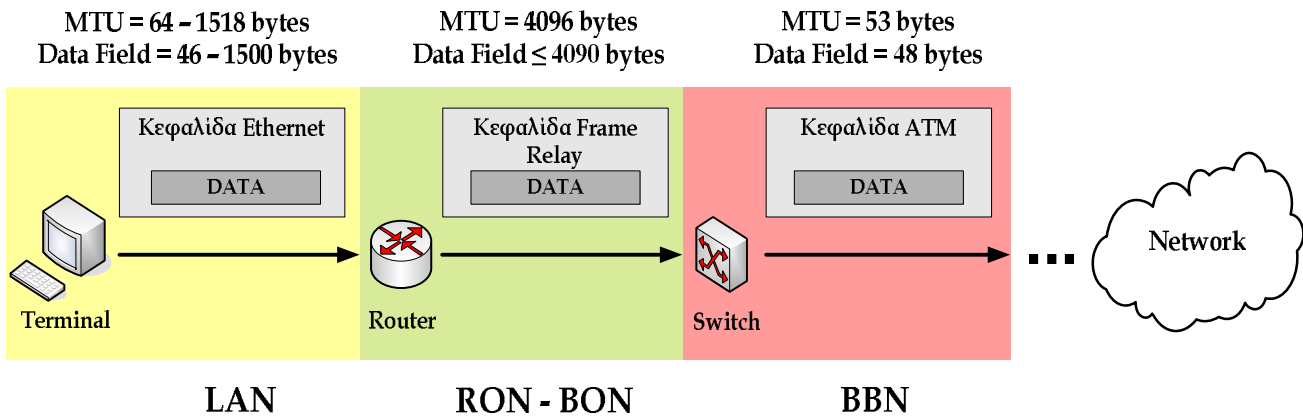 MTU = 64 – 1518 bytes
Data Field = 46 – 1500 bytes
MTU = 4096 bytes
Data Field ≤ 4090 bytes
MTU = 53 bytes
Data Field = 48 bytes
Κεφαλίδα Ethernet
DATA
Κεφαλίδα Frame
Relay
DATA
Κεφαλίδα ATM
DATA
Terminal
Router
Switch
Network
LAN
RON - BON
BBN